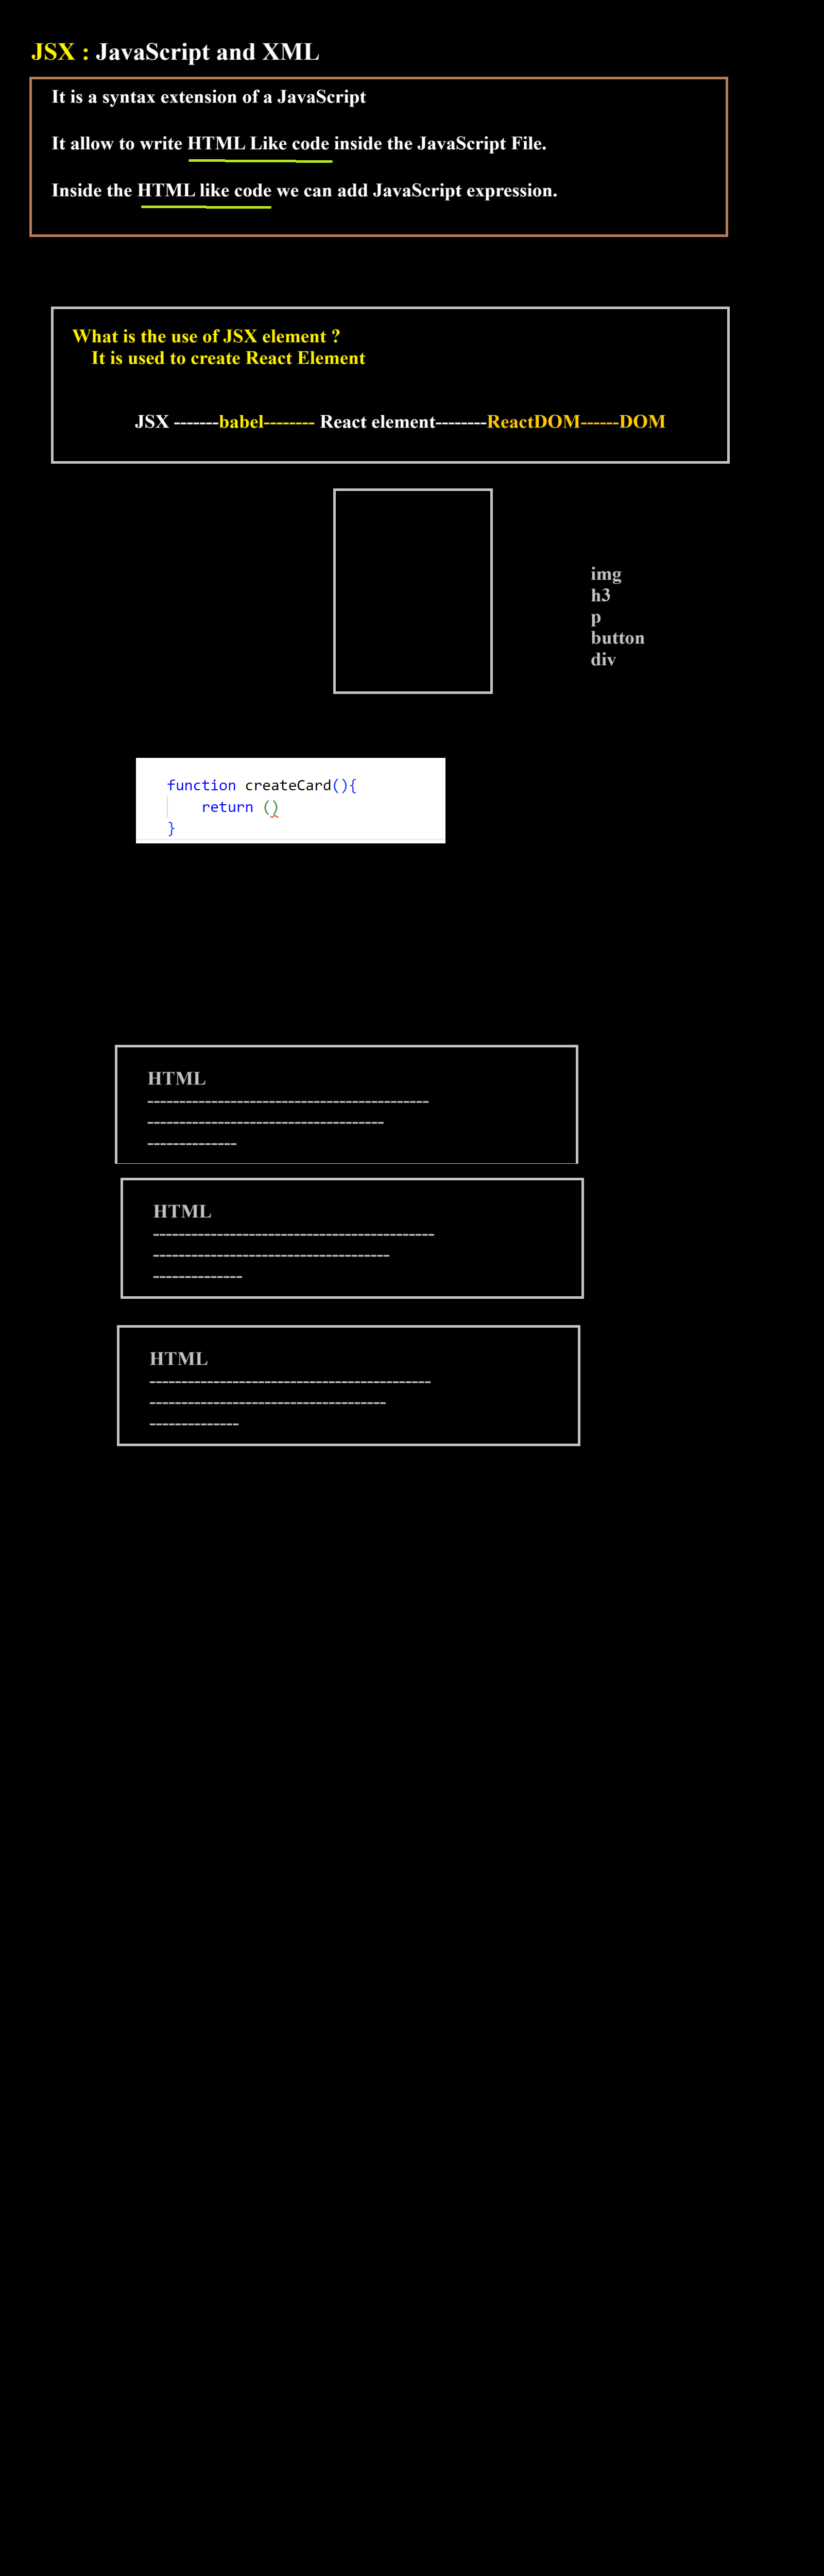 JSX : JavaScript and XML
It is a syntax extension of a JavaScript
It allow to write HTML Like code inside the JavaScript File.
Inside the HTML like code we can add JavaScript expression.
What is the use of JSX element ?
It is used to create React Element
JSX -------babel-------- React element--------ReactDOM------DOM
img
h3
p
button
div
function createCard(){
return ()
}
HTML
--------------------------------------------
-------------------------------------
--------------
HTML
--------------------------------------------
-------------------------------------
--------------
HTML
--------------------------------------------
-------------------------------------
--------------